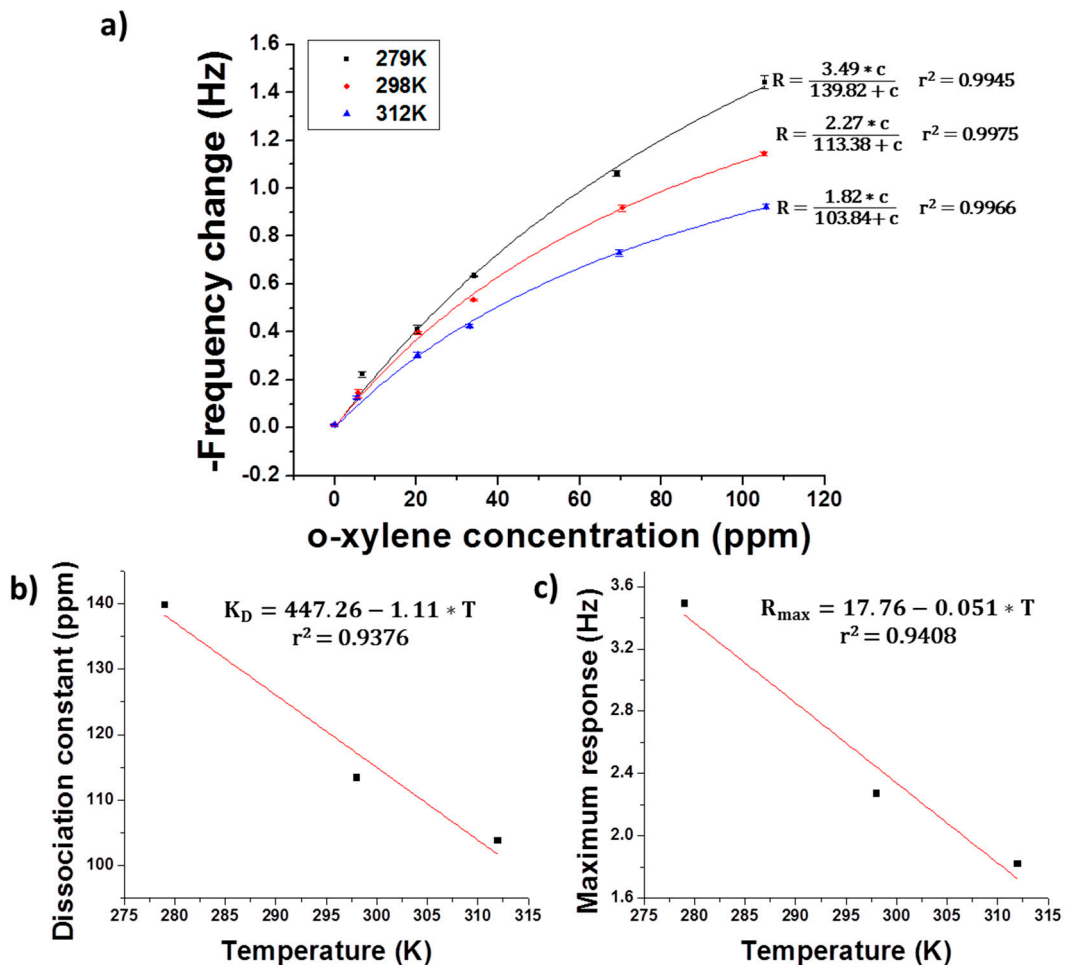 a)
1.6
1.4
1.2
1.0
0.8
0.6
0.4
0.2
0.0
-0.2
-Frequency change (Hz)
279K
298K
312K
R = 3.49 * c / 139.82 + c r² = 0.9945
R = 2.27 * c / 113.38 + c r² = 0.9975
R = 1.82 * c / 103.84+ c r² = 0.9966
0 20 40 60 80 100 120
o-xylene concentration (ppm)
b)
Dissociation constant (ppm)
140
130
120
110
100
K_D = 447.26 − 1.11 * T
r² = 0.9376
275 280 285 290 295 300 305 310 315
Temperature (K)
c)
Maximum response (Hz)
3.6
3.2
2.8
2.4
2.0
1.6
R_max = 17.76 − 0.051 * T
r² = 0.9408
275 280 285 290 295 300 305 310 315
Temperature (K)